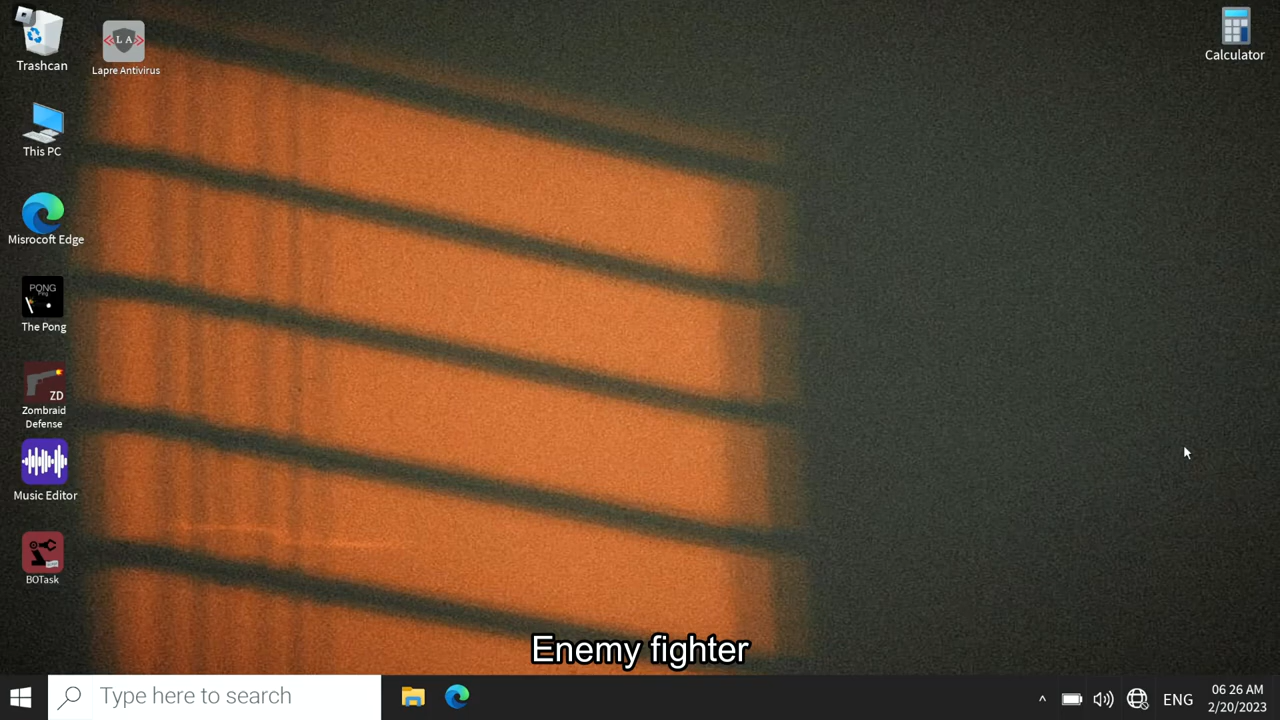 Trashcan
L A
Lapre Antivirus
Calculator
This PC
Misrocoft Edge
PONG
Ping
The Pong
ZD
Zombraid
Defense
Music Editor
BOTask
Enemy fighter
Type here to search
ENG
06:26 AM
2/20/2023